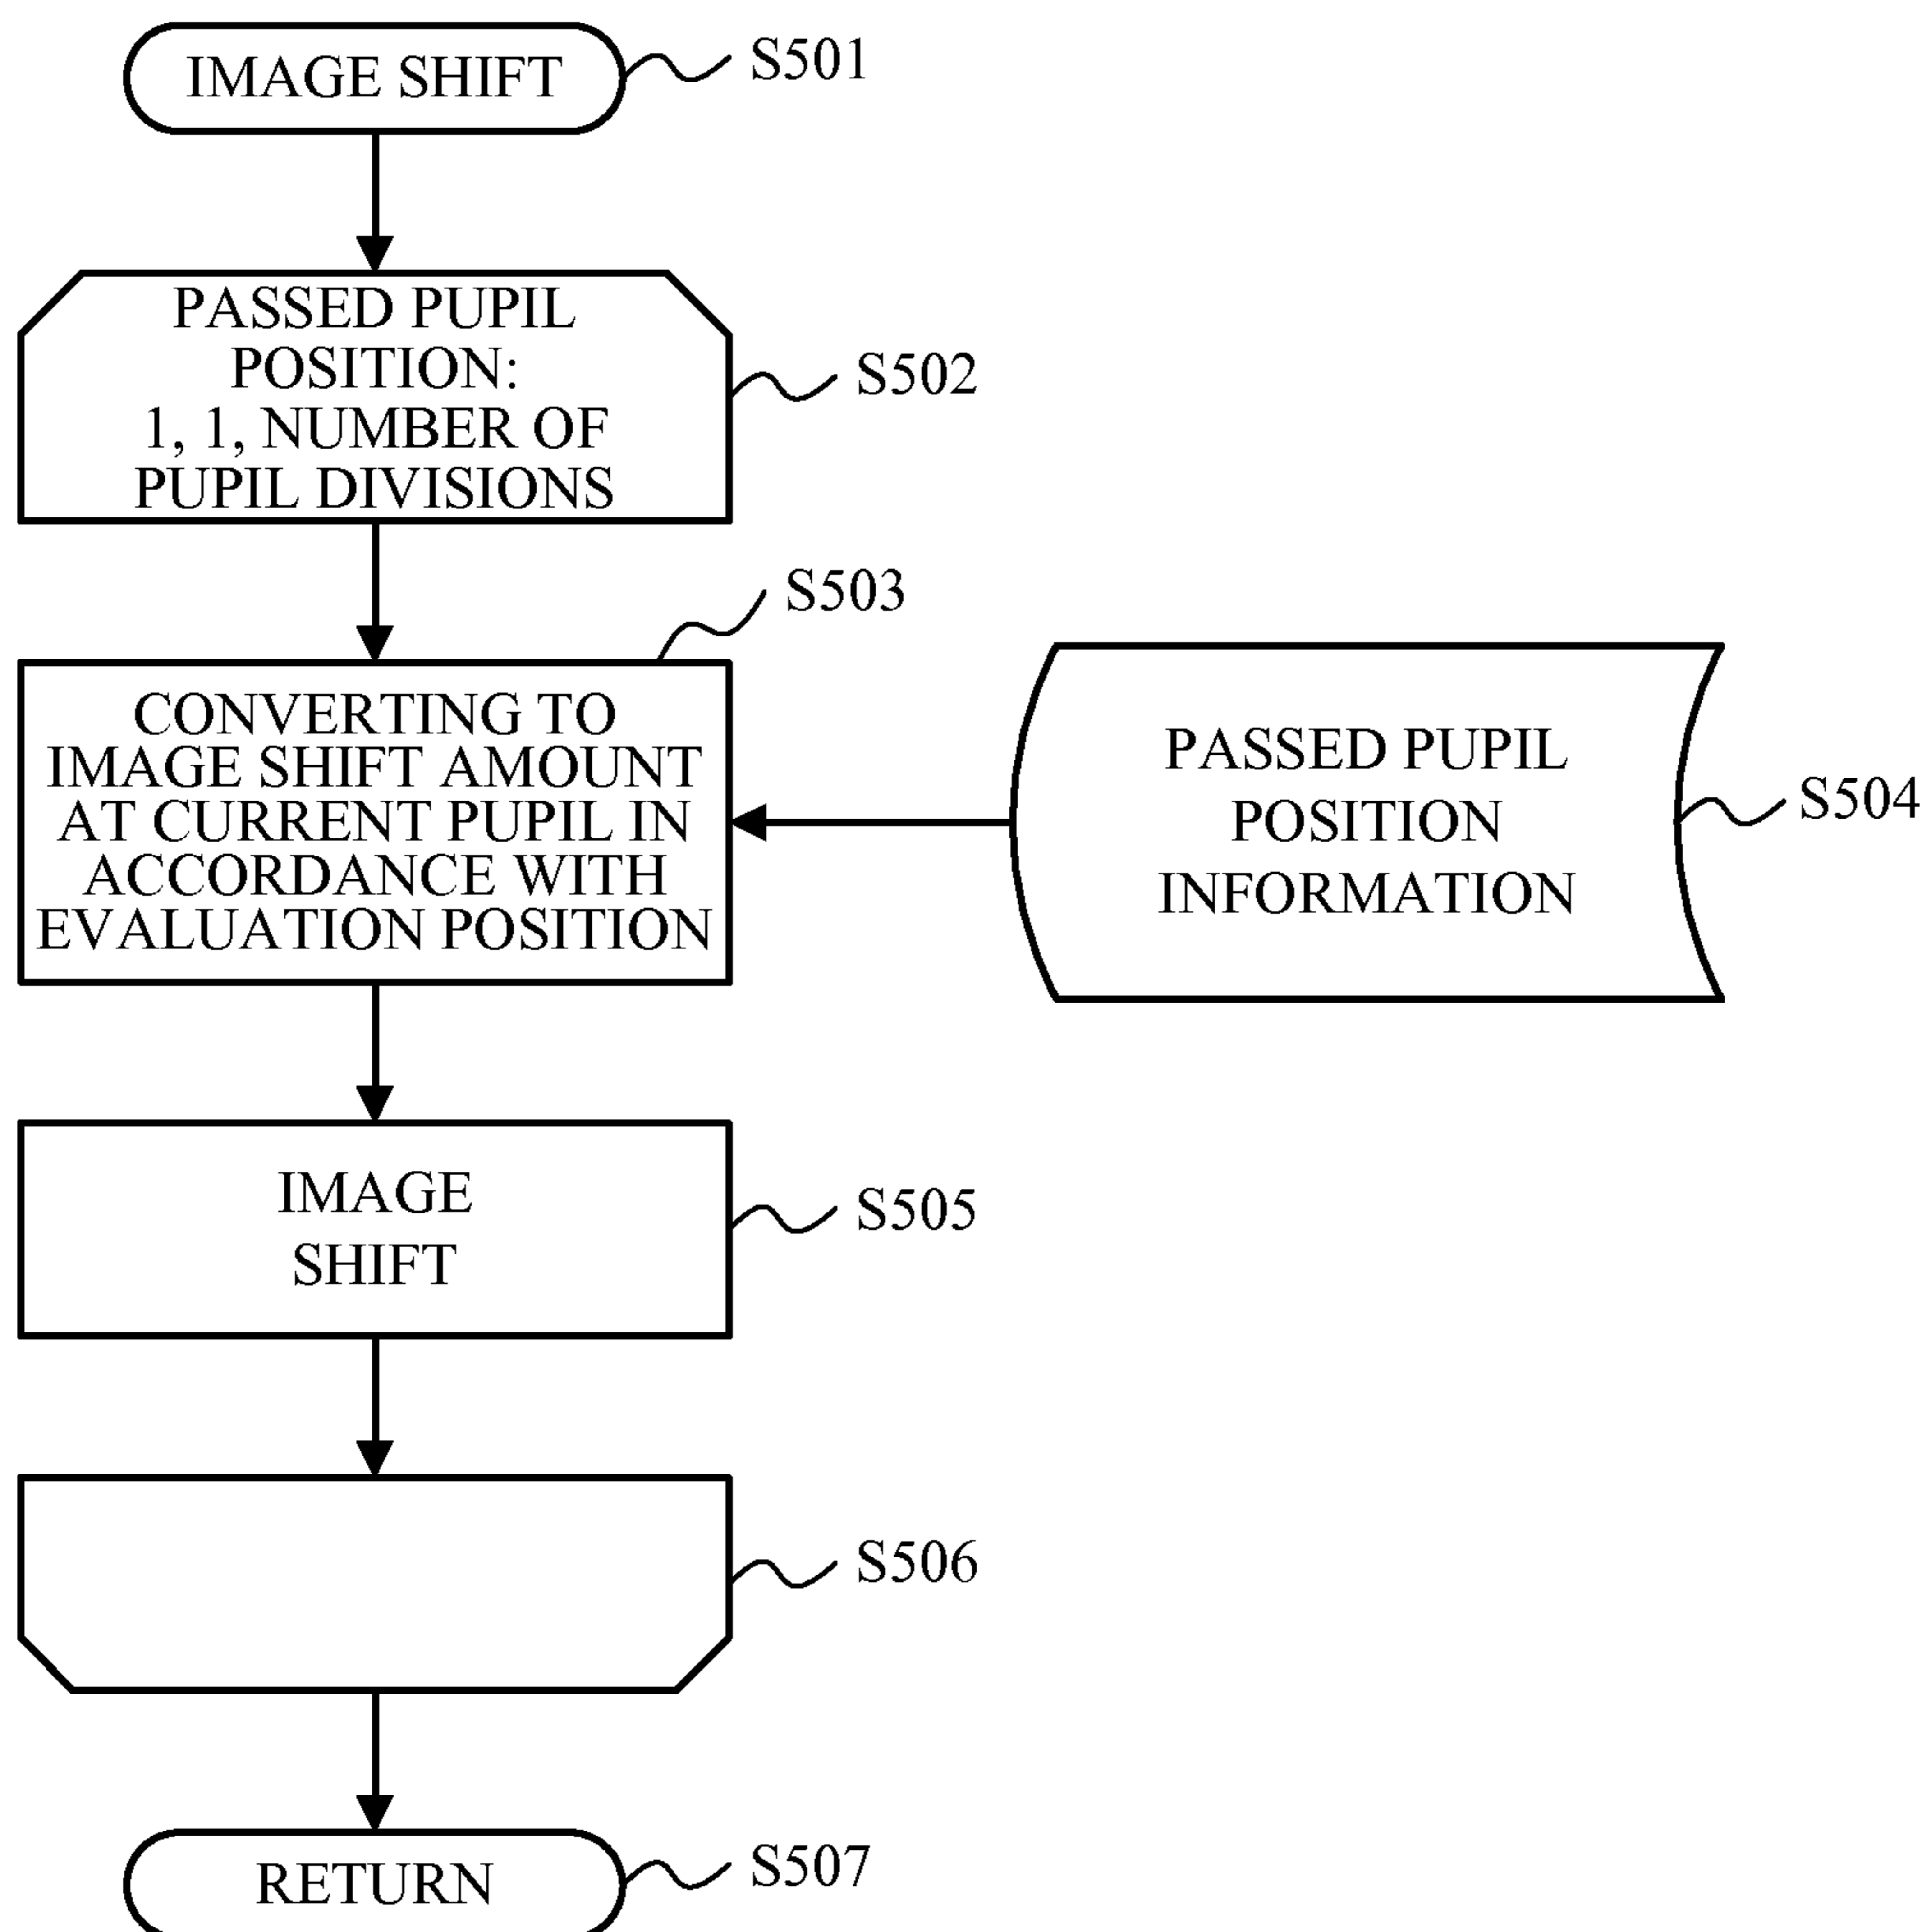 IMAGE SHIFT
S501
PASSED PUPIL
POSITION:
1, 1, NUMBER OF
PUPIL DIVISIONS
S502
S503
CONVERTING TO
IMAGE SHIFT AMOUNT
AT CURRENT PUPIL IN
ACCORDANCE WITH
EVALUATION POSITION
PASSED PUPIL
POSITION
INFORMATION
S504
IMAGE
SHIFT
S505
S506
RETURN
S507